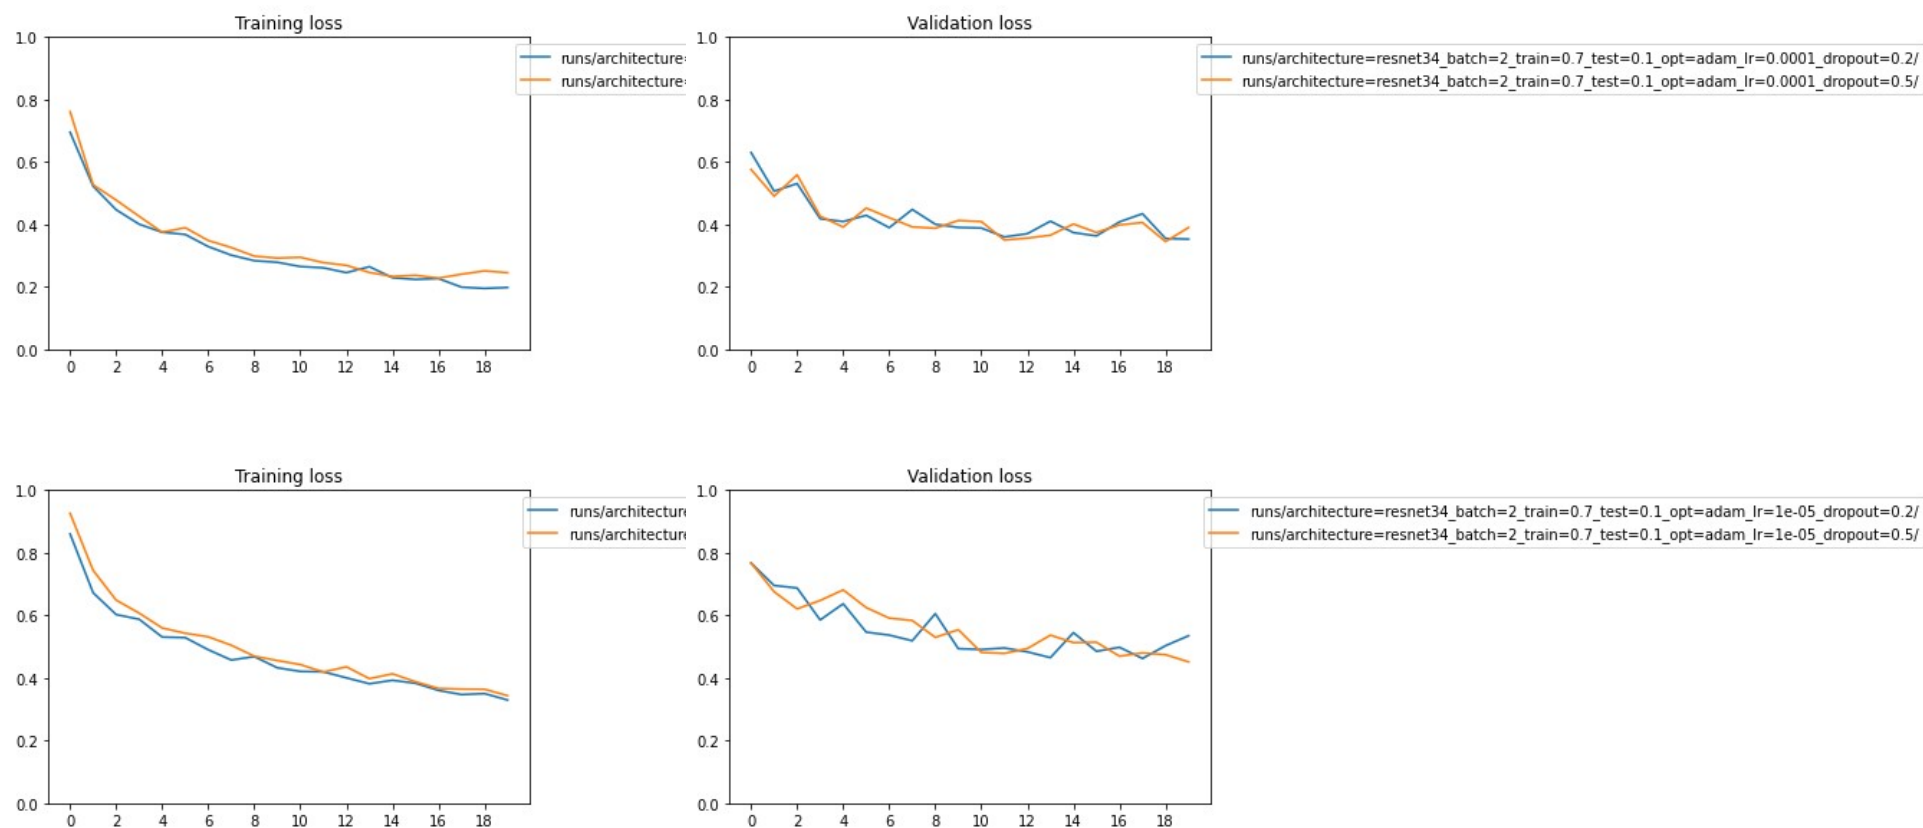 Training loss
1.0
0.8
0.6
0.4
0.2
0.0
0 2 4 6 8 10 12 14 16 18
runs/architecture=
runs/architecture=
Validation loss
1.0
0.8
0.6
0.4
0.2
0.0
0 2 4 6 8 10 12 14 16 18
runs/architecture=resnet34_batch=2_train=0.7_test=0.1_opt=adam_lr=0.0001_dropout=0.2/
runs/architecture=resnet34_batch=2_train=0.7_test=0.1_opt=adam_lr=0.0001_dropout=0.5/
Training loss
1.0
0.8
0.6
0.4
0.2
0.0
0 2 4 6 8 10 12 14 16 18
runs/architecture
runs/architecture
Validation loss
1.0
0.8
0.6
0.4
0.2
0.0
0 2 4 6 8 10 12 14 16 18
runs/architecture=resnet34_batch=2_train=0.7_test=0.1_opt=adam_lr=1e-05_dropout=0.2/
runs/architecture=resnet34_batch=2_train=0.7_test=0.1_opt=adam_lr=1e-05_dropout=0.5/